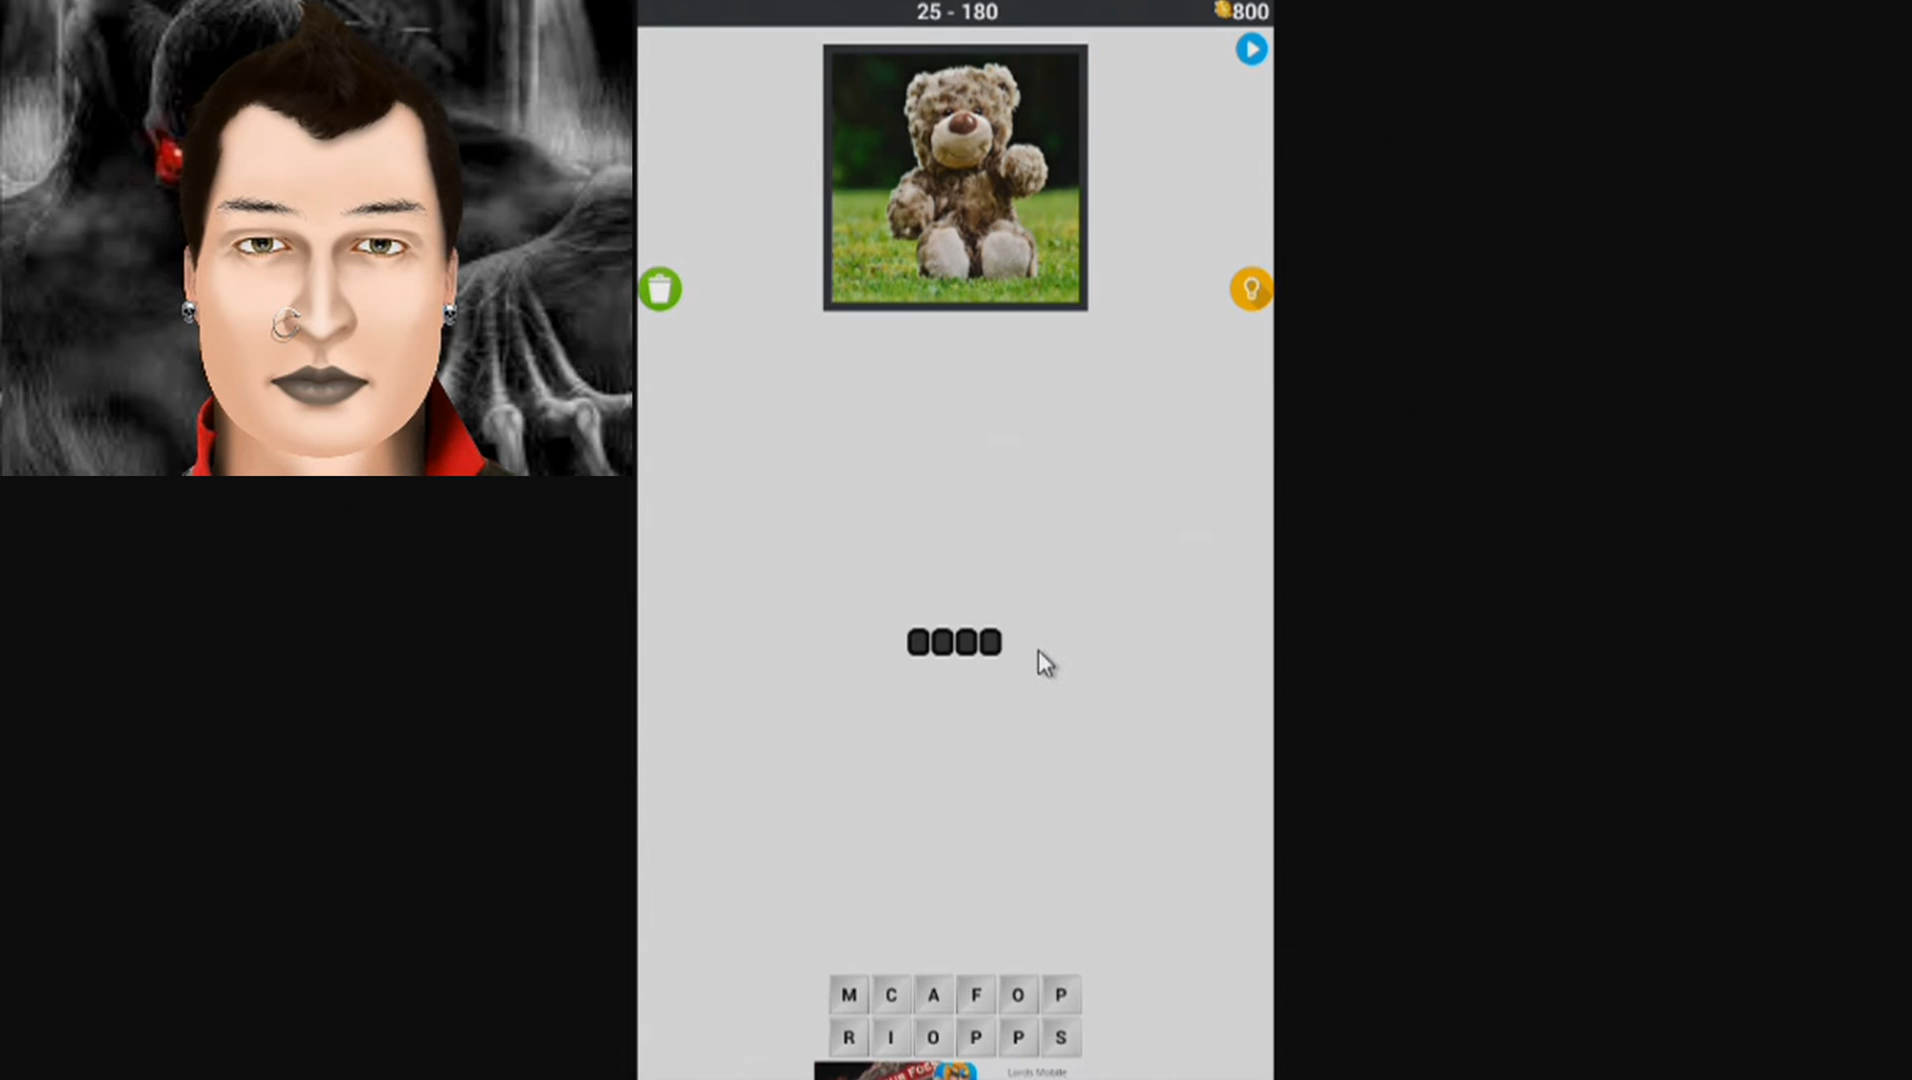 25 - 180
800
M C A F O P
R I O P P S
Lords Mobile